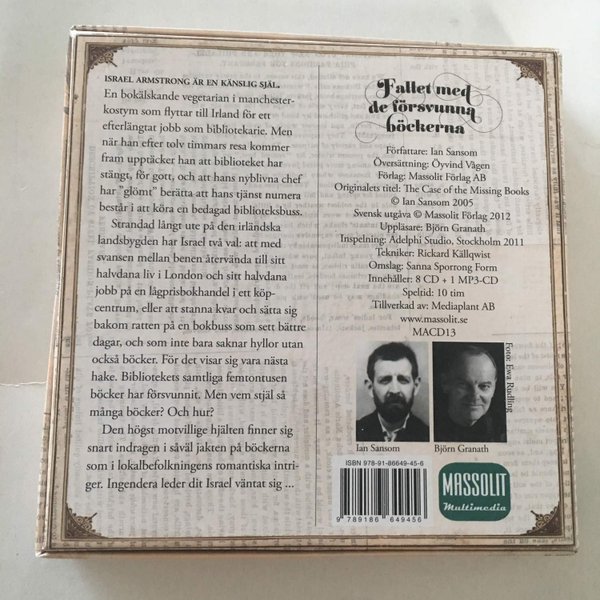 ISRAEL ARMSTRONG ÄR EN KÄNSLIG SJÄL.
En bokälskande vegetarian i manchester-
kostym som flyttar till Irland för ett
efterlängtat jobb som bibliotekarie. Men
när han efter tolv timmars resa kommer
fram upptäcker han att biblioteket har
stängt, för gott, och att hans nyblivna chef
har "glömt" berätta att hans tjänst numera
består i att köra en bedagad biblioteksbuss.
Strandad långt ute på den irländska
landsbygden har Israel två val: att med
svansen mellan benen återvända till sitt
halvdana liv i London och sitt halvdana
jobb på en lågprisbokhandel i ett köp-
centrum, eller att stanna kvar och sätta sig
bakom ratten på en bokbuss som sett bättre
dagar, och som inte bara saknar hyllor utan
också böcker. För det visar sig vara nästa
hake. Bibliotekets samtliga femtontusen
böcker har försvunnit. Men vem stjäl så
många böcker? Och hur?
Den högst motvillige hjälten finner sig
snart indragen i såväl jakten på böckerna
som i lokalbefolkningens romantiska intri-
ger. Ingendera leder dit Israel väntat sig ...
Fallet med
de försvunna
böckerna
Författare: Ian Sansom
Översättning: Öyvind Vågen
Förlag: Massolit Förlag AB
Originalets titel: The Case of the Missing Books
© Ian Sansom 2005
Svensk utgåva © Massolit Förlag 2012
Uppläsare: Björn Granath
Inspelning: Adelphi Studio, Stockholm 2011
Tekniker: Rickard Källqwist
Omslag: Sanna Sporrong Form
Innehåller: 8 CD + 1 MP3-CD
Speltid: 10 tim
Tillverkad av: Mediaplant AB
www.massolit.se
MACD13
Foto: Ewa Rudling
Ian Sansom
Björn Granath
ISBN 978-91-86649-45-6
9 789186 649456
MASSOLIT
Multimedia